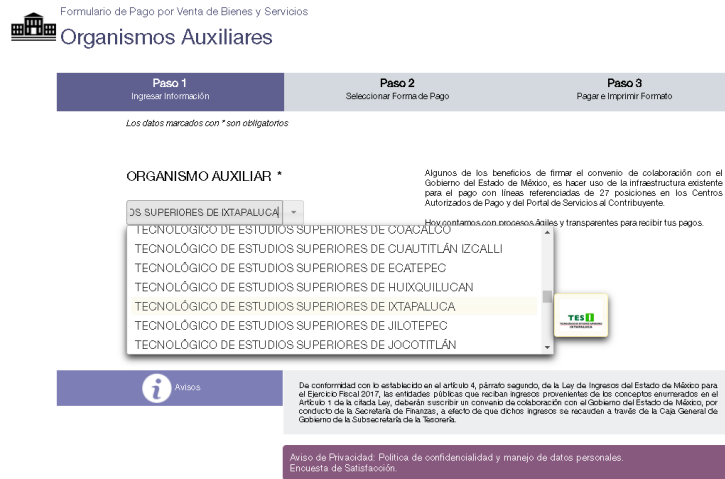 Formulario de Pago por Venta de Bienes y Servicios
Organismos Auxiliares
Paso 1
Ingresar Información
Paso 2
Seleccionar Forma de Pago
Paso 3
Pagar e Imprimir Formato
Los datos marcados con * son obligatorios
ORGANISMO AUXILIAR *
OS SUPERIORES DE IXTAPALUCA
TECNOLÓGICO DE ESTUDIOS SUPERIORES DE COACALCO
TECNOLÓGICO DE ESTUDIOS SUPERIORES DE CUAUTITLÁN IZCALLI
TECNOLÓGICO DE ESTUDIOS SUPERIORES DE ECATEPEC
TECNOLÓGICO DE ESTUDIOS SUPERIORES DE HUIXQUILUCAN
TECNOLÓGICO DE ESTUDIOS SUPERIORES DE IXTAPALUCA
TECNOLÓGICO DE ESTUDIOS SUPERIORES DE JILOTEPEC
TECNOLÓGICO DE ESTUDIOS SUPERIORES DE JOCOTITLÁN
Algunos de los beneficios de firmar el convenio de colaboración con el
Gobierno del Estado de México, es hacer uso de la infraestructura existente
para el pago con líneas referenciadas de 27 posiciones en los Centros
Autorizados de Pago y del Portal de Servicios al Contribuyente.
Hoy contamos con procesos ágiles y transparentes para recibir tus pagos.
TESI
Avisos
De conformidad con lo establecido en el artículo 4, párrafo segundo, de la Ley de Ingresos del Estado de México para
el Ejercicio Fiscal 2017, las entidades públicas que reciban ingresos provenientes de los conceptos enumerados en el
Artículo 1 de la citada Ley, deberán suscribir un convenio de colaboración con el Gobierno del Estado de México, por
conducto de la Secretaría de Finanzas, a efecto de que dichos ingresos se recauden a través de la Caja General de
Gobierno de la Subsecretaría de la Tesorería.
Aviso de Privacidad: Política de confidencialidad y manejo de datos personales.
Encuesta de Satisfacción.